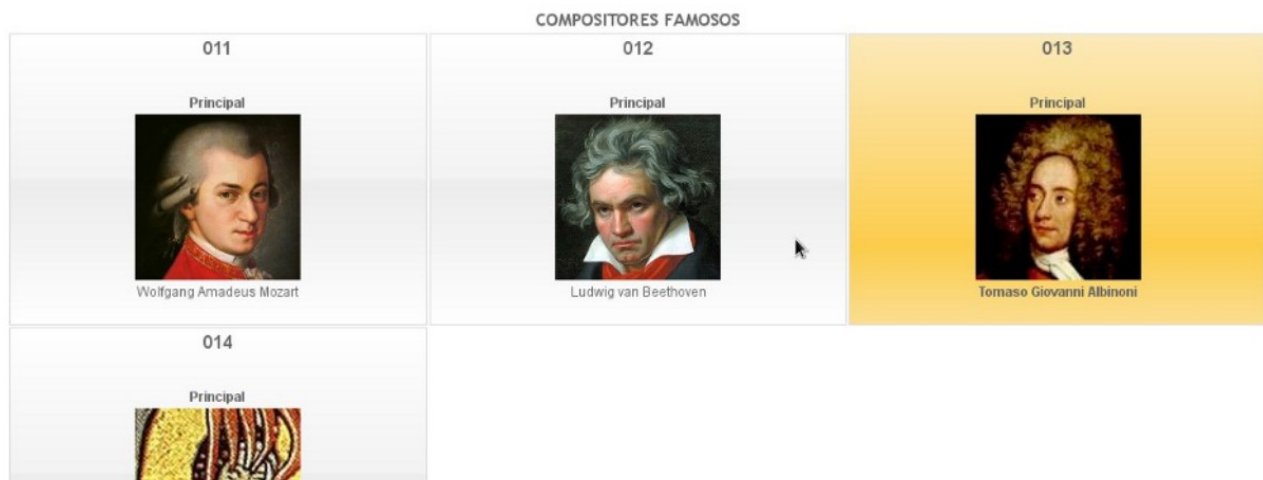 COMPOSITORES FAMOSOS
011
Principal
Wolfgang Amadeus Mozart
012
Principal
Ludwig van Beethoven
013
Principal
Tomaso Giovanni Albinoni
014
Principal